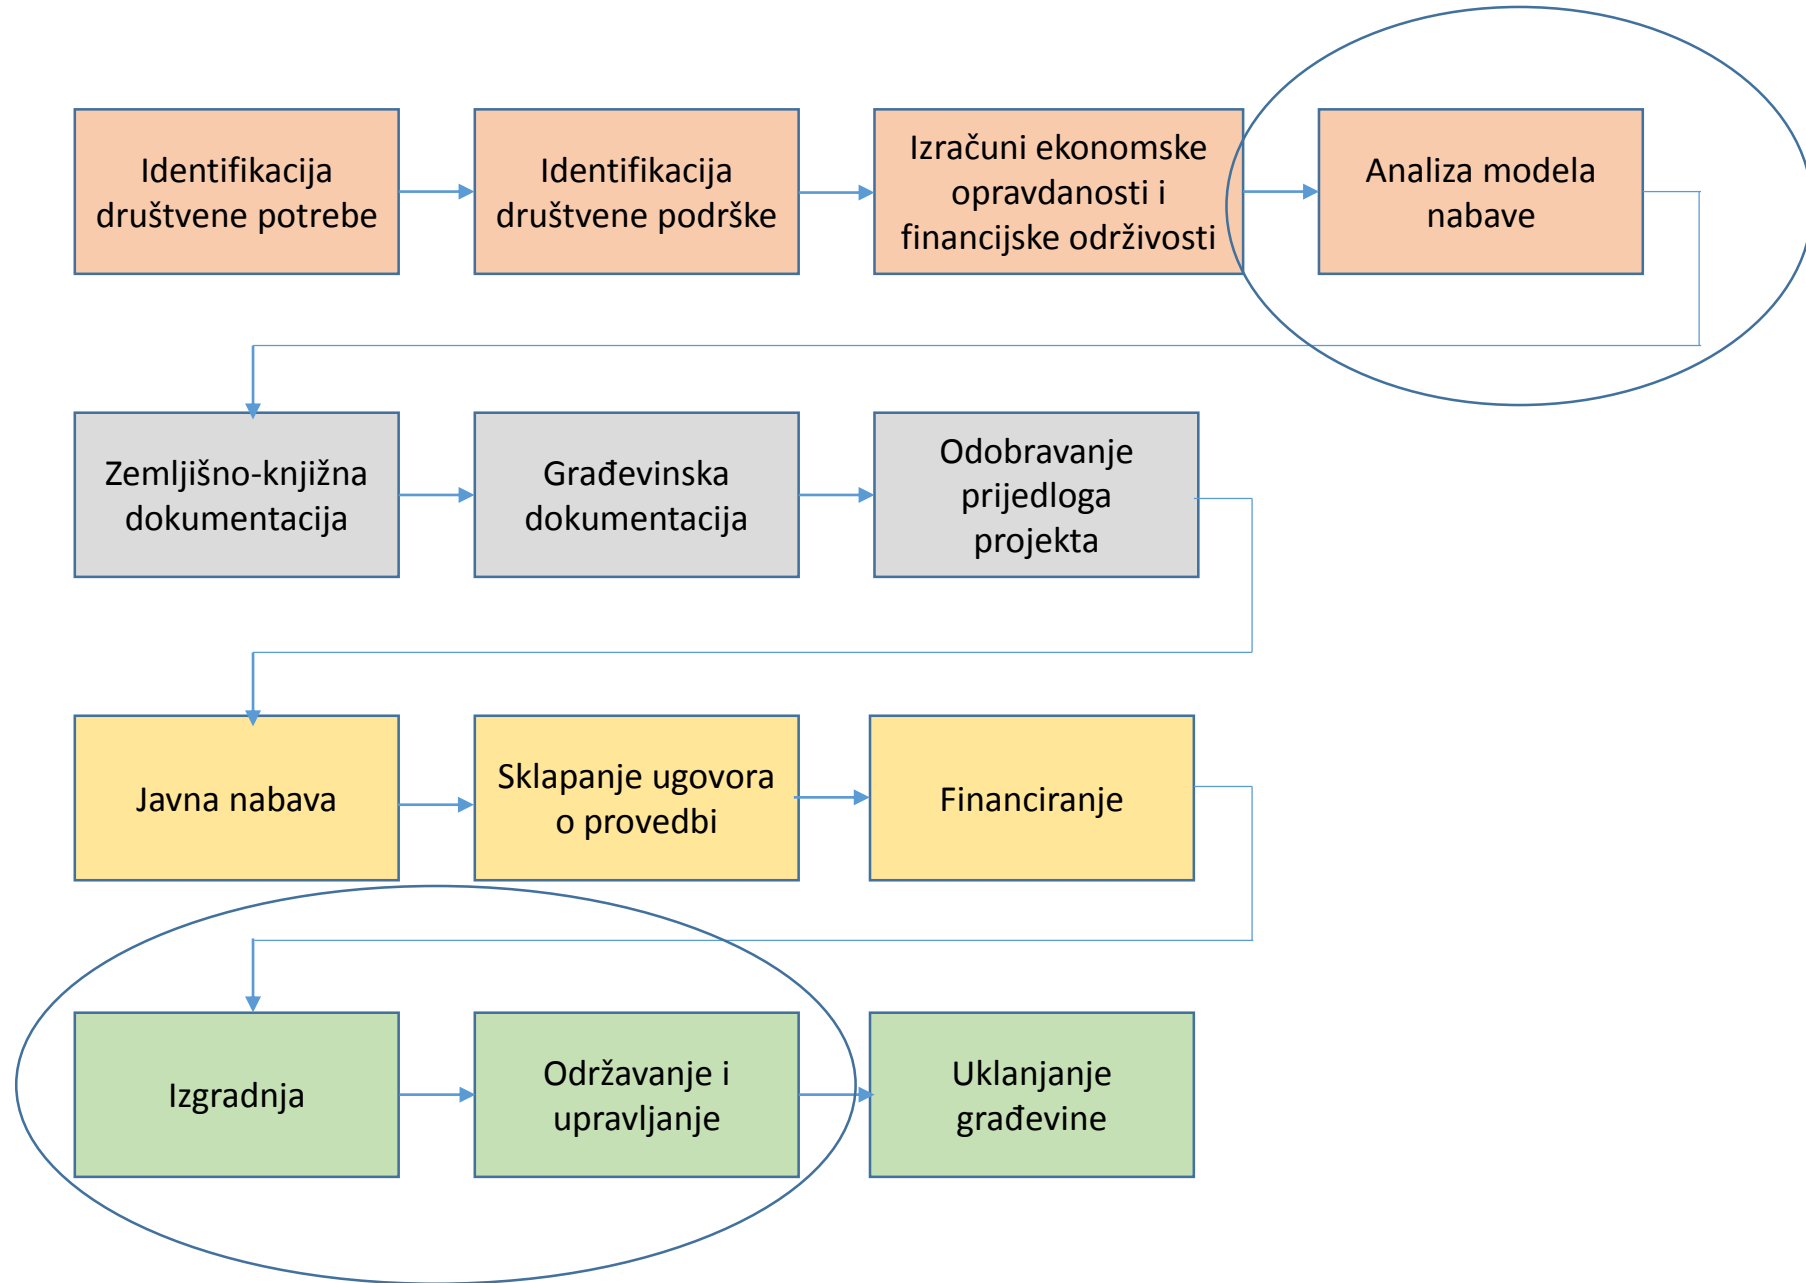 Identifikacija
društvene potrebe
Identifikacija
društvene podrške
Izračuni ekonomske
opravdanosti i
financijske održivosti
Analiza modela
nabave
Zemljišno-knjižna
dokumentacija
Građevinska
dokumentacija
Odobravanje
prijedloga
projekta
Javna nabava
Sklapanje ugovora
o provedbi
Financiranje
Izgradnja
Održavanje i
upravljanje
Uklanjanje
građevine